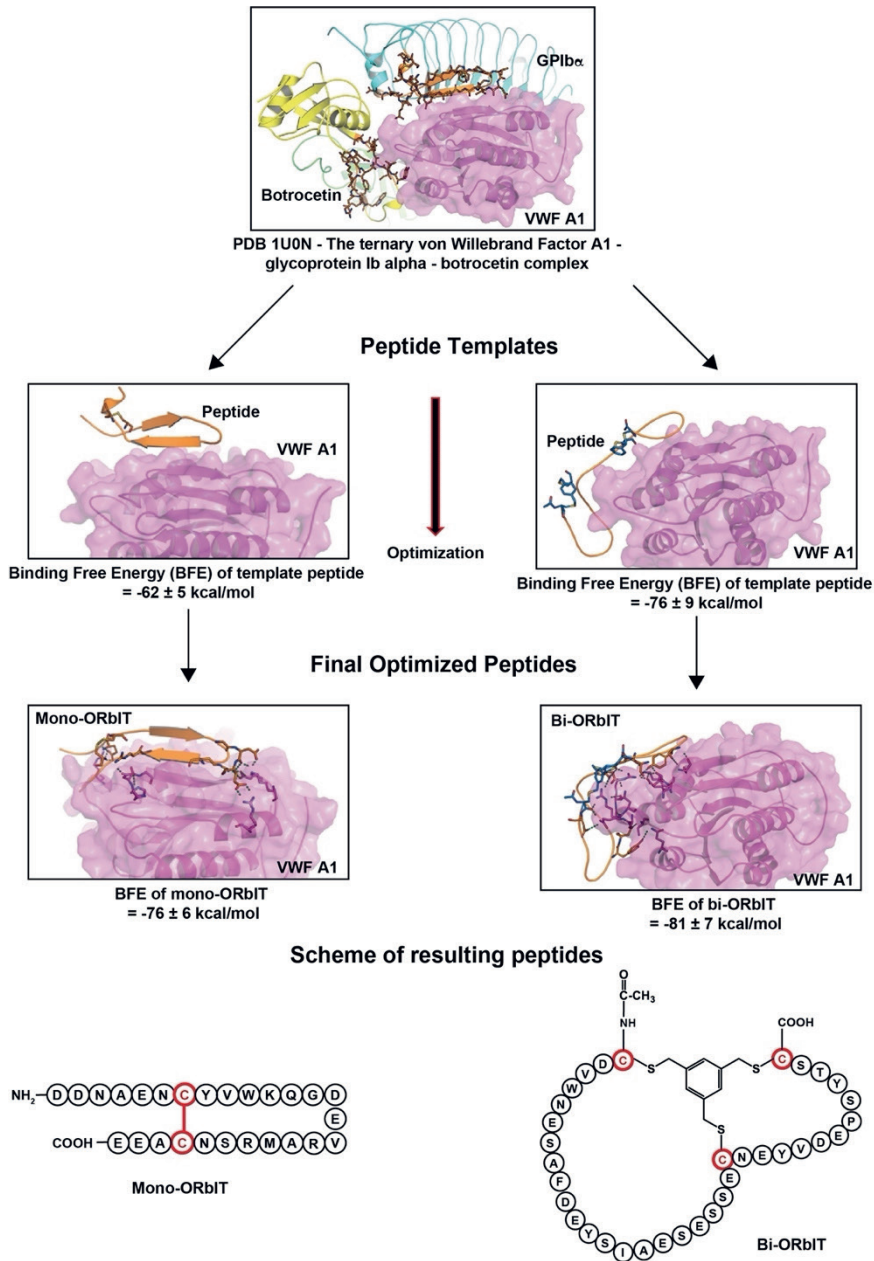 GPIbα
Botrocetin
VWF A1
PDB 1U0N - The ternary von Willebrand Factor A1 -
glycoprotein Ib alpha - botrocetin complex
Peptide Templates
Peptide
VWF A1
Binding Free Energy (BFE) of template peptide
= -62 ± 5 kcal/mol
Optimization
Peptide
VWF A1
Binding Free Energy (BFE) of template peptide
= -76 ± 9 kcal/mol
Final Optimized Peptides
Mono-ORbIT
VWF A1
BFE of mono-ORbIT
= -76 ± 6 kcal/mol
Bi-ORbIT
VWF A1
BFE of bi-ORbIT
= -81 ± 7 kcal/mol
Scheme of resulting peptides
NH2 D D N A E N C Y V W K Q G D
E
COOH E E A C N S R M A R V
Mono-ORbIT
O
C-CH3
NH
COOH
S
S
S
C D V W N E S A F D E Y S I A E S E S S E C N E Y V D E P S Y T S C
Bi-ORbIT